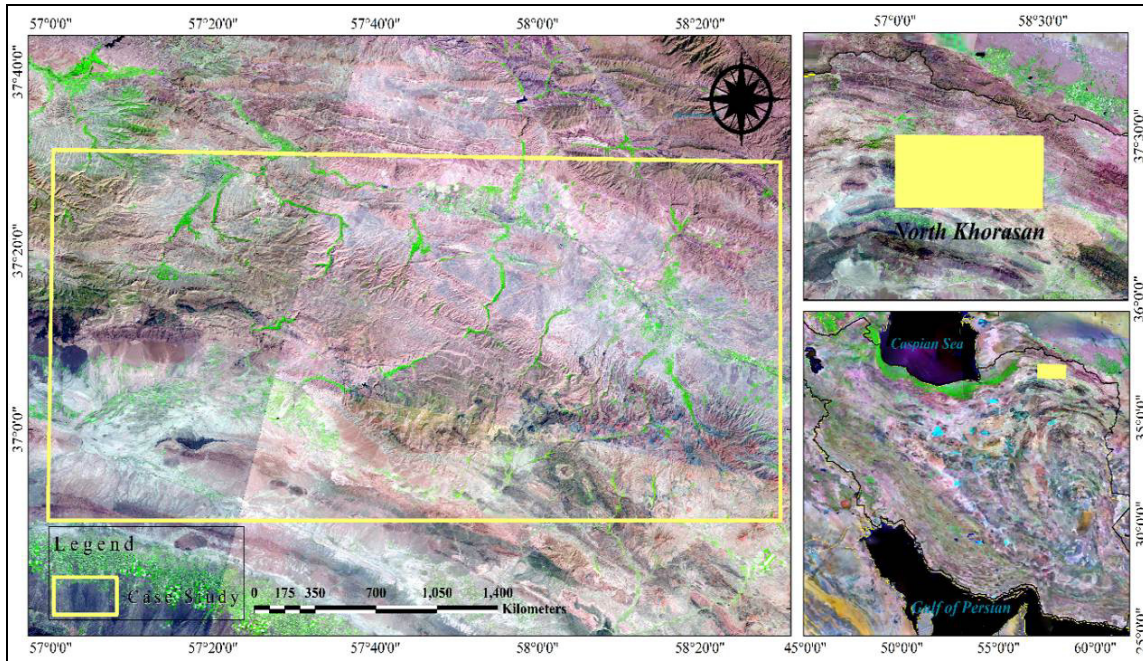 57°0'0" 57°20'0" 57°40'0" 58°0'0" 58°20'0"
37°40'0"
37°20'0"
37°0'0"
Legend
Case Study
0 175 350 700 1,050 1,400
Kilometers
57°0'0" 57°20'0" 57°40'0" 58°0'0" 58°20'0"
57°0'0" 58°30'0"
37°30'0"
36°0'0"
North Khorasan
Caspian Sea
35°0'0"
30°0'0"
25°0'0"
Gulf of Persian
45°0'0" 55°0'0" 60°0'0"